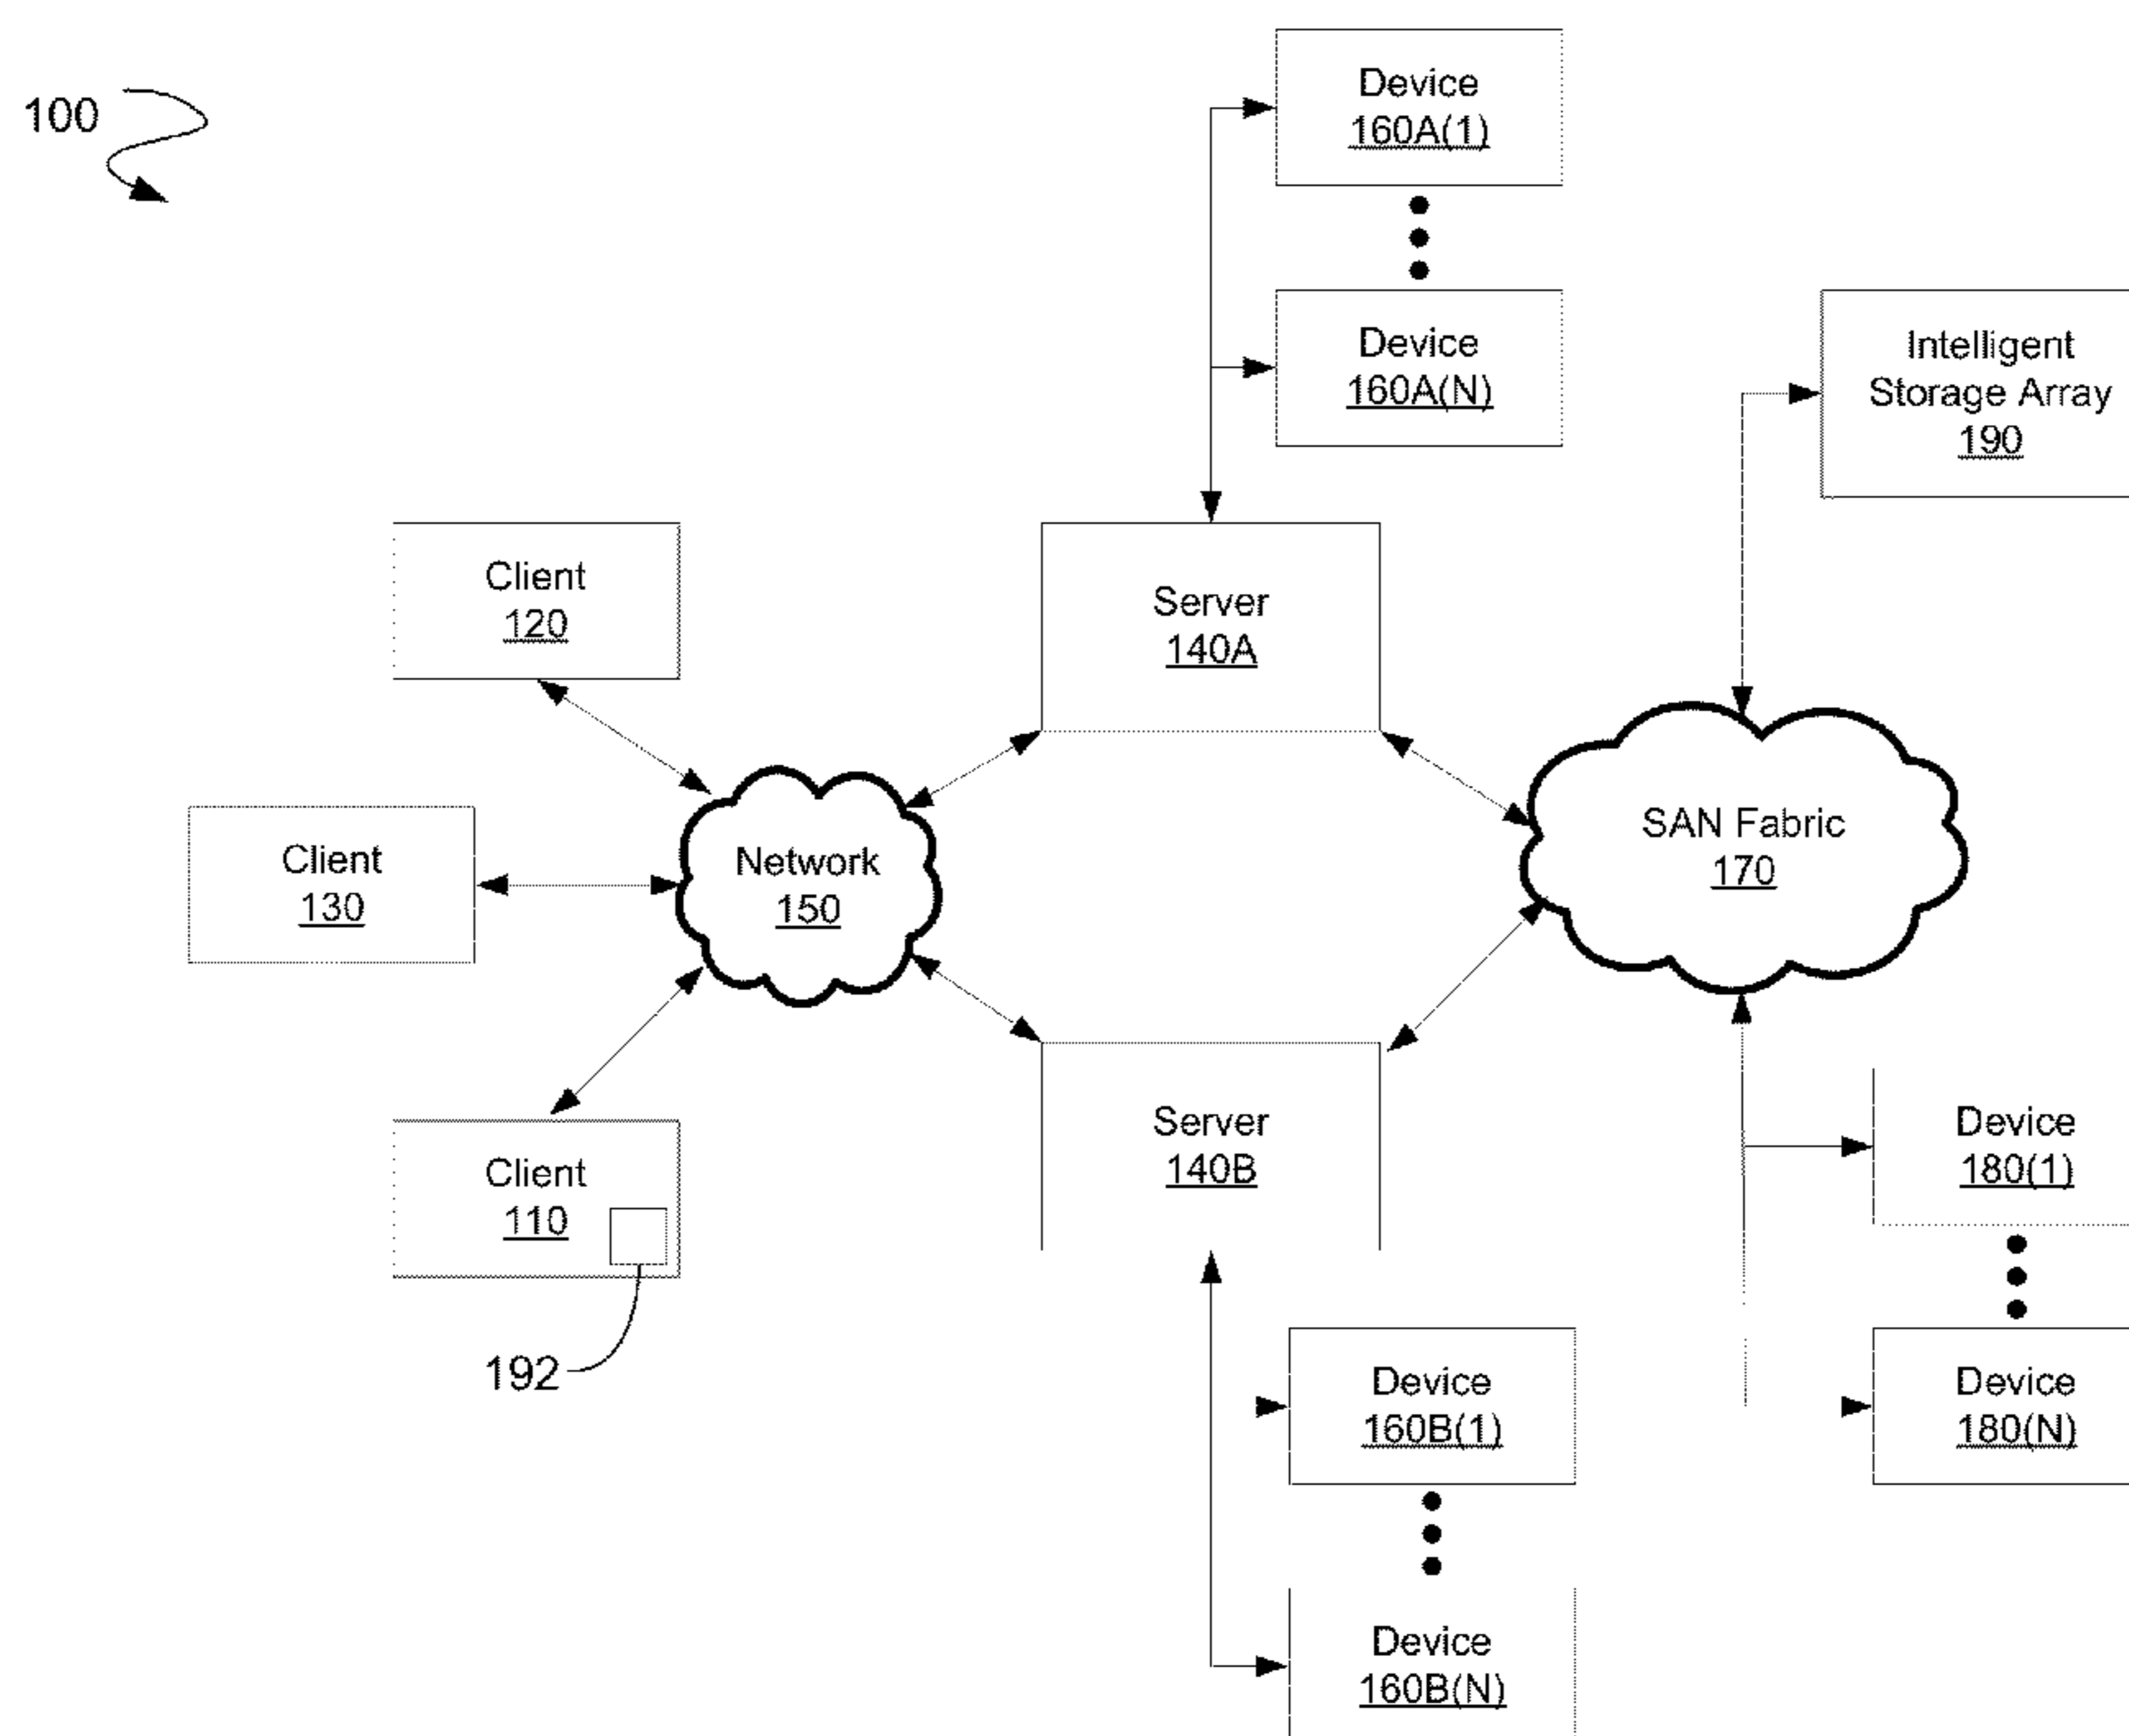 100
Device
160A(1)
Device
160A(N)
Intelligent
Storage Array
190
Client
120
Server
140A
SAN Fabric
170
Client
130
Network
150
Client
110
192
Server
140B
Device
180(1)
Device
160B(1)
Device
180(N)
Device
160B(N)